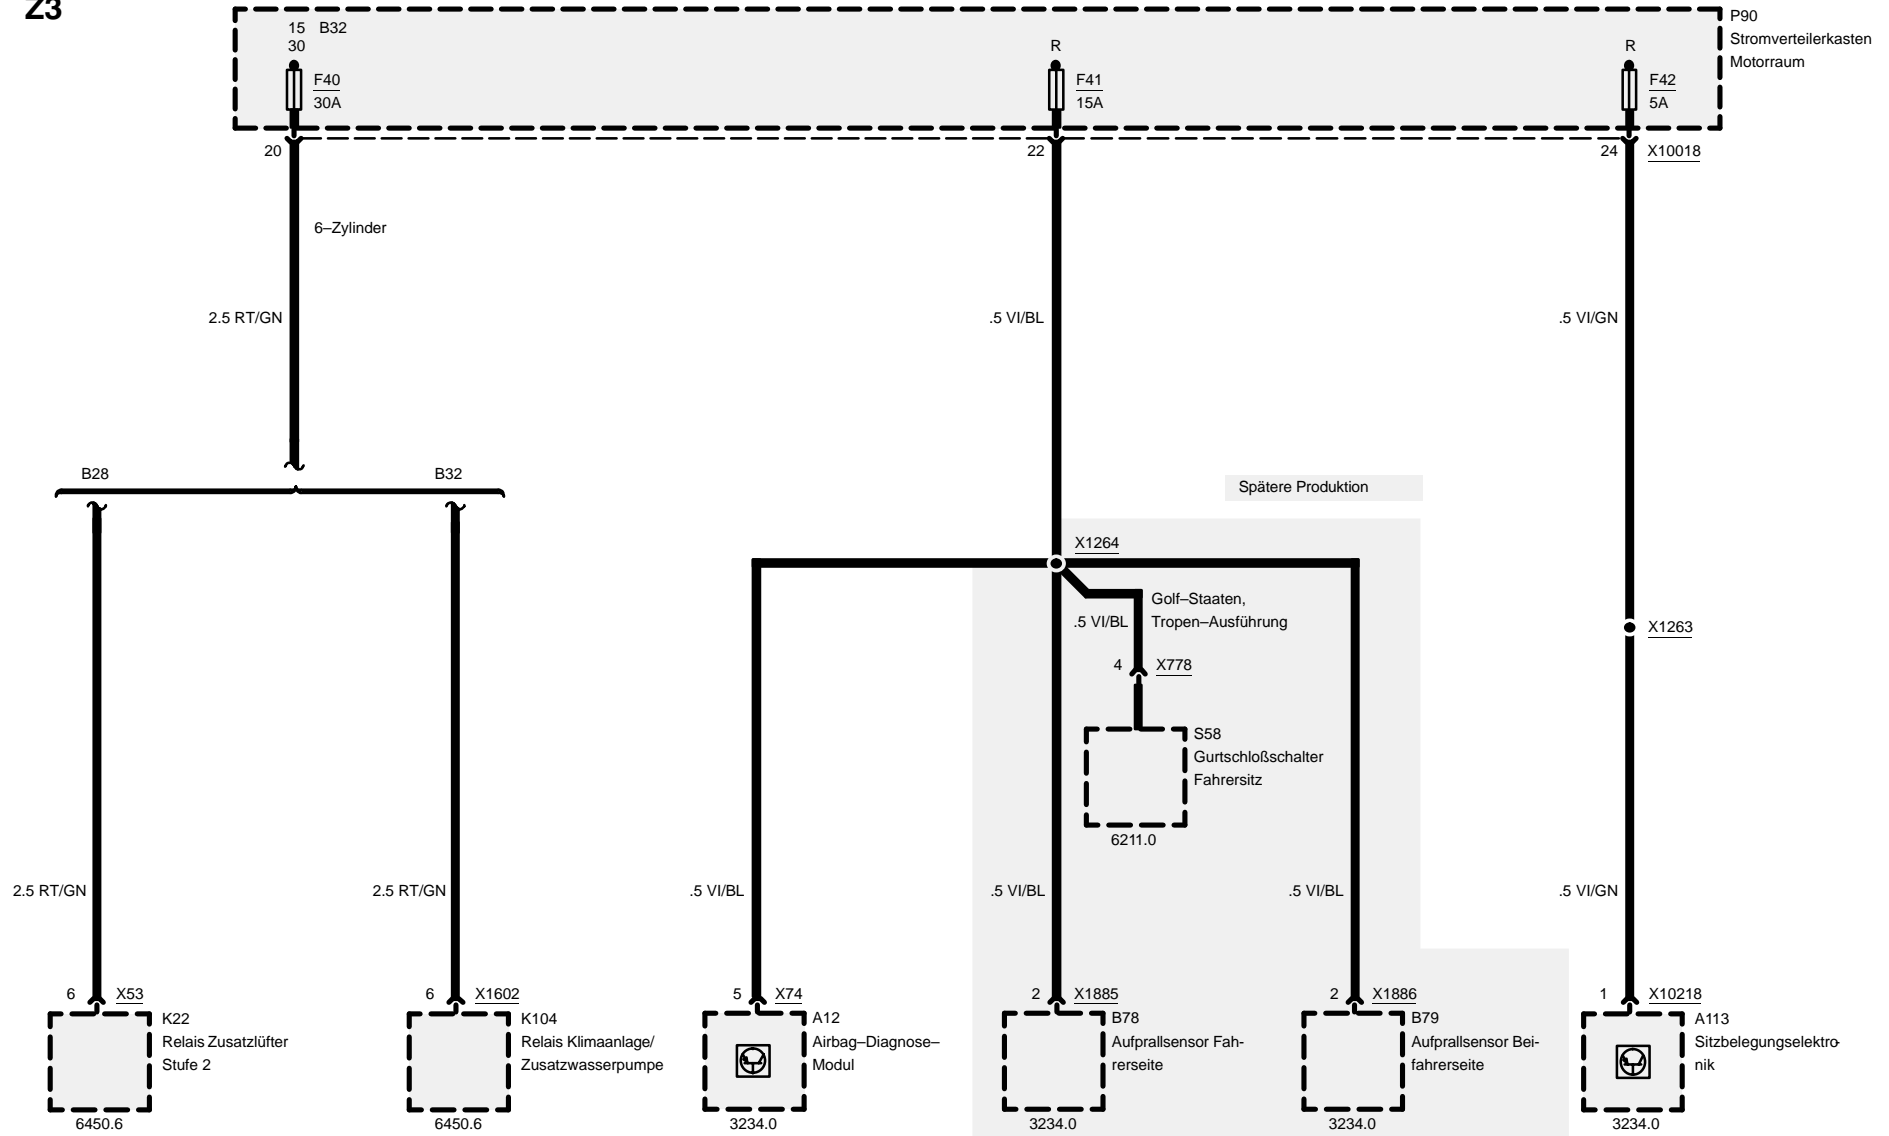 Z3
15 B32
30
F40
30A
R
F41
15A
R
F42
5A
P90
Stromverteilerkasten
Motorraum
20
22
24
X10018
6–Zylinder
2.5 RT/GN
.5 VI/BL
.5 VI/GN
B28
B32
Spätere Produktion
X1264
Golf–Staaten,
Tropen–Ausführung
.5 VI/BL
4
X778
X1263
S58
Gurtschloßschalter
Fahrersitz
6211.0
2.5 RT/GN
2.5 RT/GN
.5 VI/BL
.5 VI/BL
.5 VI/BL
.5 VI/GN
6
X53
6
X1602
5
X74
2
X1885
2
X1886
1
X10218
K22
Relais Zusatzlüfter
Stufe 2
6450.6
K104
Relais Klimaanlage/
Zusatzwasserpumpe
6450.6
A12
Airbag–Diagnose–
Modul
3234.0
B78
Aufprallsensor Fah-
rerseite
3234.0
B79
Aufprallsensor Bei-
fahrerseite
3234.0
A113
Sitzbelegungselektro-
nik
3234.0